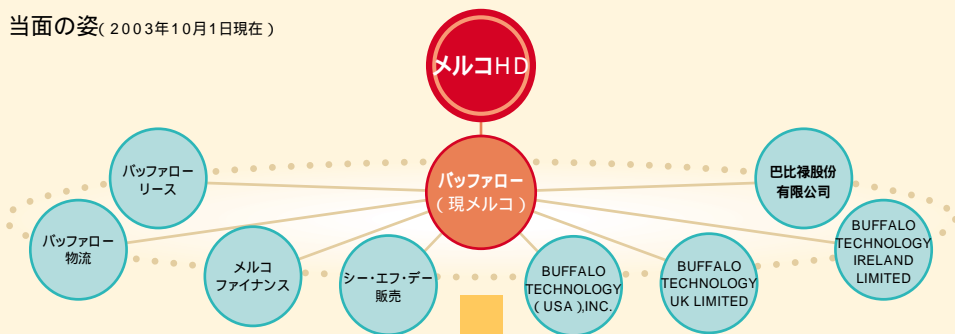 当面の姿(2003年10月1日現在)
メルコHD
バッファロー
(現メルコ)
バッファロー
リース
巴比禄股份
有限公司
バッファロー
物流
メルコ
ファイナンス
シー・エフ・デー
販売
BUFFALO
TECHNOLOGY
(USA),INC.
BUFFALO
TECHNOLOGY
UK LIMITED
BUFFALO
TECHNOLOGY
IRELAND
LIMITED